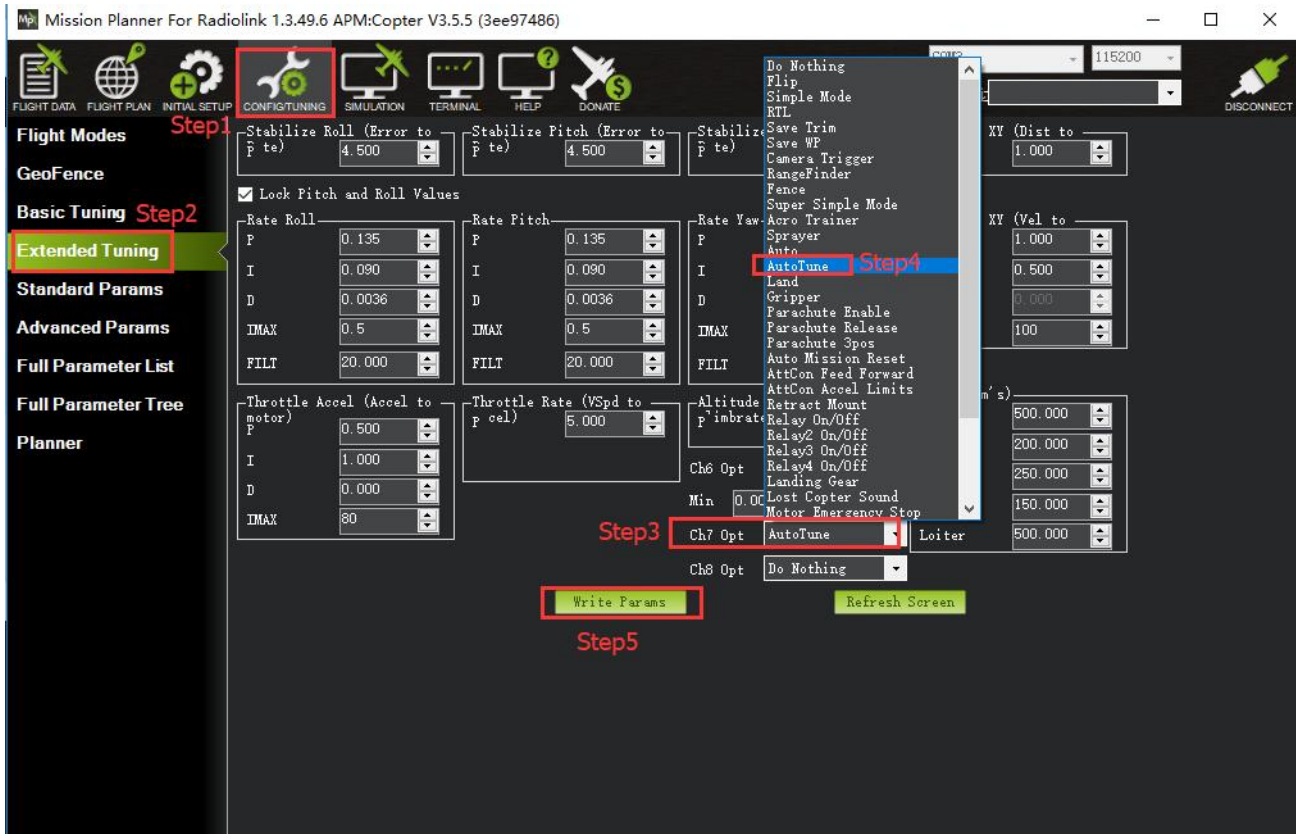 Mission Planner For Radiolink 1.3.49.6 APM:Copter V3.5.5 (3ee97486)
115200
FLIGHT DATA FLIGHT PLAN INITIAL SETUP CONFIG/TUNING SIMULATION TERMINAL HELP DONATE DISCONNECT
Step1
Flight Modes
GeoFence
Basic Tuning
Step2
Extended Tuning
Standard Params
Advanced Params
Full Parameter List
Full Parameter Tree
Planner
Stabilize Roll (Error to
te)
4.500
Stabilize Pitch (Error to
te)
4.500
Stabilize
te)
XY (Dist to
1.000
Lock Pitch and Roll Values
Rate Roll
P 0.135
I 0.090
D 0.0036
IMAX 0.5
FILT 20.000
Rate Pitch
P 0.135
I 0.090
D 0.0036
IMAX 0.5
FILT 20.000
Rate Yaw
P
I
D
IMAX
FILT
XY (Vel to
1.000
0.500
0.000
100
Throttle Accel (Accel to
motor)
P 0.500
I 1.000
D 0.000
IMAX 80
Throttle Rate (VSpd to
cel)
5.000
Altitude
m's)
500.000
200.000
250.000
150.000
Loiter 500.000
Do Nothing
Flip
Simple Mode
RTL
Save Trim
Save WP
Camera Trigger
RangeFinder
Fence
Super Simple Mode
Acro Trainer
Sprayer
Auto
AutoTune
Step4
Land
Gripper
Parachute Enable
Parachute Release
Parachute 3pos
Auto Mission Reset
AttCon Feed Forward
AttCon Accel Limits
Retract Mount
Relay On/Off
Relay2 On/Off
Relay3 On/Off
Relay4 On/Off
Landing Gear
Lost Copter Sound
Motor Emergency Stop
Ch6 Opt
Min 0.00
Step3
Ch7 Opt AutoTune
Ch8 Opt Do Nothing
Write Params
Refresh Screen
Step5